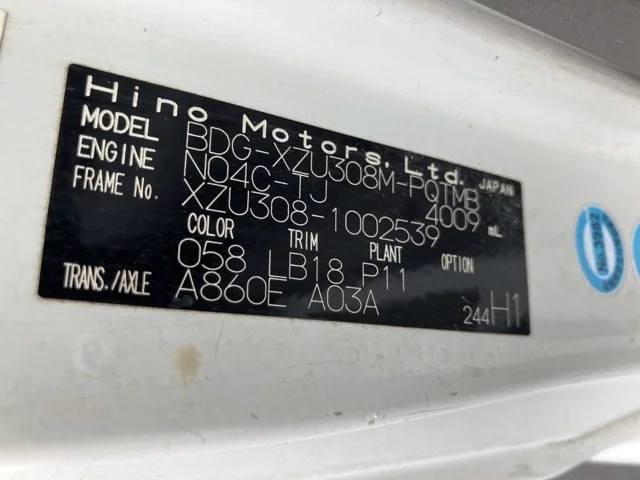 Hino Motors, Ltd. JAPAN
MODEL BDG-XZU308M-PQTMB
ENGINE N04C-TJ 4009 mL
FRAME No. XZU308-1002539
COLOR TRIM PLANT OPTION
058 LB18 P11
TRANS./AXLE A860E A03A
244H1